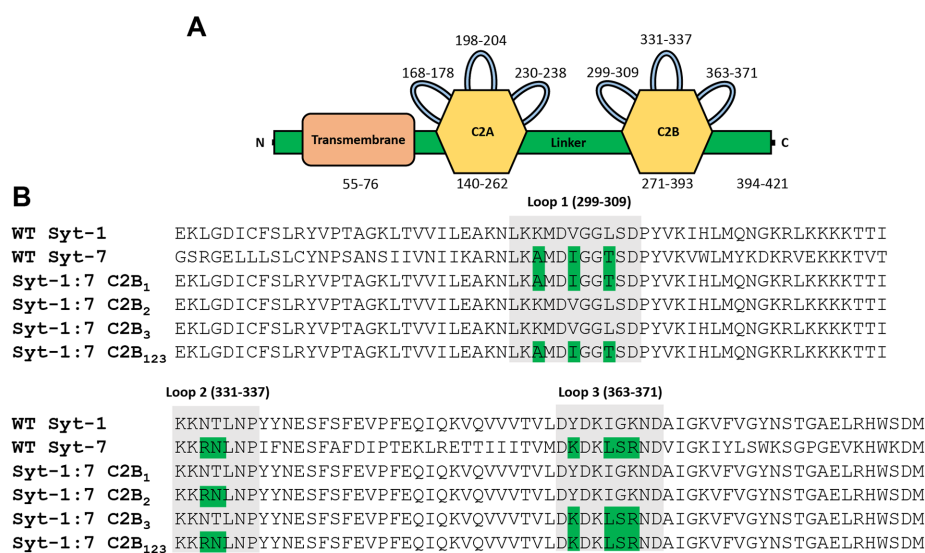 A
198-204
331-337
168-178
230-238
299-309
363-371
N
Transmembrane
C2A
Linker
C2B
C
55-76
140-262
271-393
394-421
B
Loop 1 (299-309)
WT Syt-1 EKLGDICFSLRYVPTAGKLTVVILEAKNLKKMDVGGLSDPYVKIHLMQNGKRLKKKKTTI
WT Syt-7 GSRGELLLSLCYNPSANSIIVNIIKARNLKAMDIGGTSDPYVKVWLMYKDKRVEKKKTVT
Syt-1:7 C2B1 EKLGDICFSLRYVPTAGKLTVVILEAKNLKAMDIGGTSDPYVKIHLMQNGKRLKKKKTTI
Syt-1:7 C2B2 EKLGDICFSLRYVPTAGKLTVVILEAKNLKKMDVGGLSDPYVKIHLMQNGKRLKKKKTTI
Syt-1:7 C2B3 EKLGDICFSLRYVPTAGKLTVVILEAKNLKKMDVGGLSDPYVKIHLMQNGKRLKKKKTTI
Syt-1:7 C2B123 EKLGDICFSLRYVPTAGKLTVVILEAKNLKAMDIGGTSDPYVKIHLMQNGKRLKKKKTTI
Loop 2 (331-337)
Loop 3 (363-371)
WT Syt-1 KKNTLNPYYNESFSFEVPFEQIQKVQVVVTVLDYDKIGKNDAIGKVFVGYNSTGAELRHWSDM
WT Syt-7 KKRNLNPIFNESFAFDIPTEKLRETTIIITVMDKDKLSRNDVIGKIYLSWKSGPGEVKHWKDM
Syt-1:7 C2B1 KKNTLNPYYNESFSFEVPFEQIQKVQVVVTVLDYDKIGKNDAIGKVFVGYNSTGAELRHWSDM
Syt-1:7 C2B2 KKRNLNPYYNESFSFEVPFEQIQKVQVVVTVLDYDKIGKNDAIGKVFVGYNSTGAELRHWSDM
Syt-1:7 C2B3 KKNTLNPYYNESFSFEVPFEQIQKVQVVVTVLDKDKLSRNDAIGKVFVGYNSTGAELRHWSDM
Syt-1:7 C2B123 KKRNLNPYYNESFSFEVPFEQIQKVQVVVTVLDKDKLSRNDAIGKVFVGYNSTGAELRHWSDM